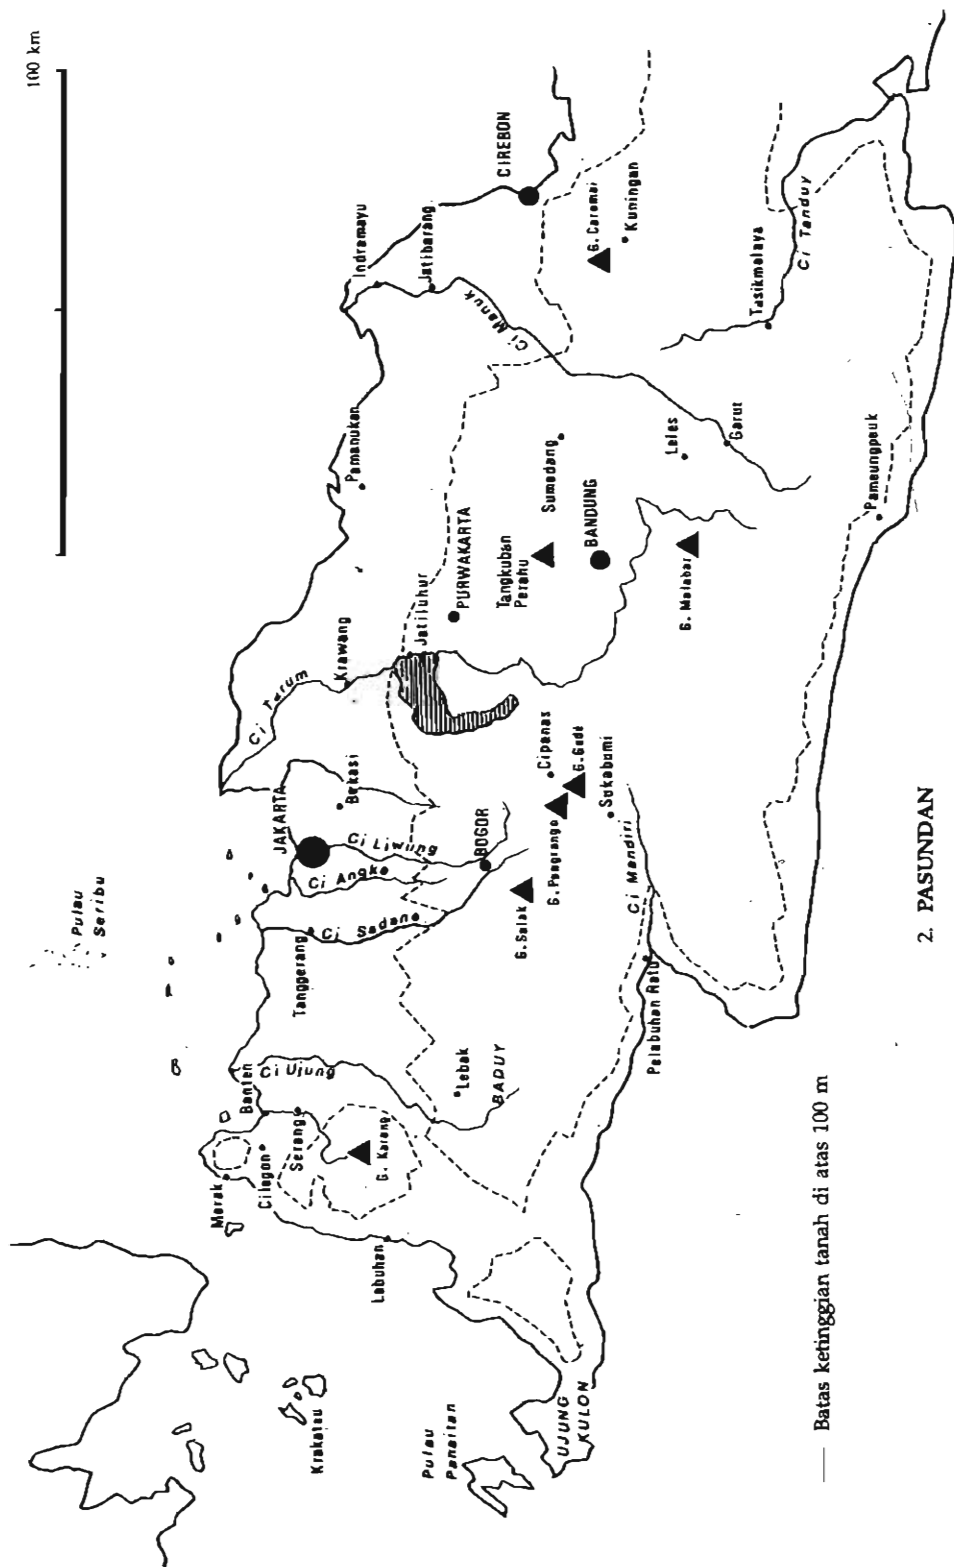 100 km
Pulau
Seribu
Krakatau
Pulau
Panaitan
UJUNG
KULON
Merak
Cilegon
Banten
Serang
G. Karang
Labuhan
Ci Ujung
Lebak
BADUY
Tanggerang
Ci Sadane
Ci Angke
JAKARTA
Ci Liwung
Bekasi
BOGOR
G. Salak
G. Pangrango
G. Gede
Cipanas
Sukabumi
Ci Mandiri
Pelabuhan Ratu
Ci Tarum
Krawang
Jatiluhur
PURWAKARTA
Pamanukan
Tangkuban
Perahu
Sumedang
BANDUNG
G. Malabar
Leles
Garut
Pameungpeuk
Indramayu
Jatibarang
Ci Manuk
CIREBON
G. Caremai
Kuningan
Tasikmalaya
Ci Tanduy
— Batas ketinggian tanah di atas 100 m
2. PASUNDAN